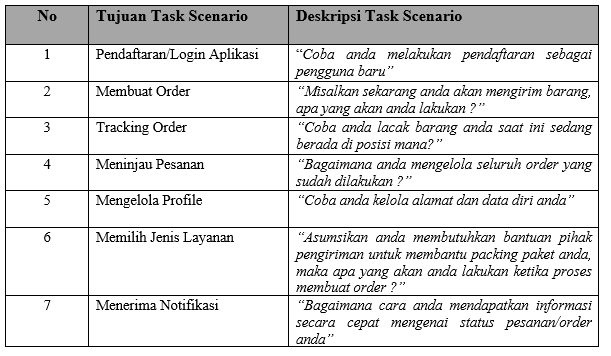 No Tujuan Task Scenario Deskripsi Task Scenario
1 Pendaftaran/Login Aplikasi “Coba anda melakukan pendaftaran sebagai
pengguna baru”
2 Membuat Order “Misalkan sekarang anda akan mengirim barang,
apa yang akan anda lakukan ?”
3 Tracking Order “Coba anda lacak barang anda saat ini sedang
berada di posisi mana?”
4 Meninjau Pesanan “Bagaimana anda mengelola seluruh order yang
sudah dilakukan ?”
5 Mengelola Profile “Coba anda kelola alamat dan data diri anda”
6 Memilih Jenis Layanan “Asumsikan anda membutuhkan bantuan pihak
pengiriman untuk membantu packing paket anda,
maka apa yang akan anda lakukan ketika proses
membuat order ?”
7 Menerima Notifikasi “Bagaimana cara anda mendapatkan informasi
secara cepat mengenai status pesanan/order
anda”